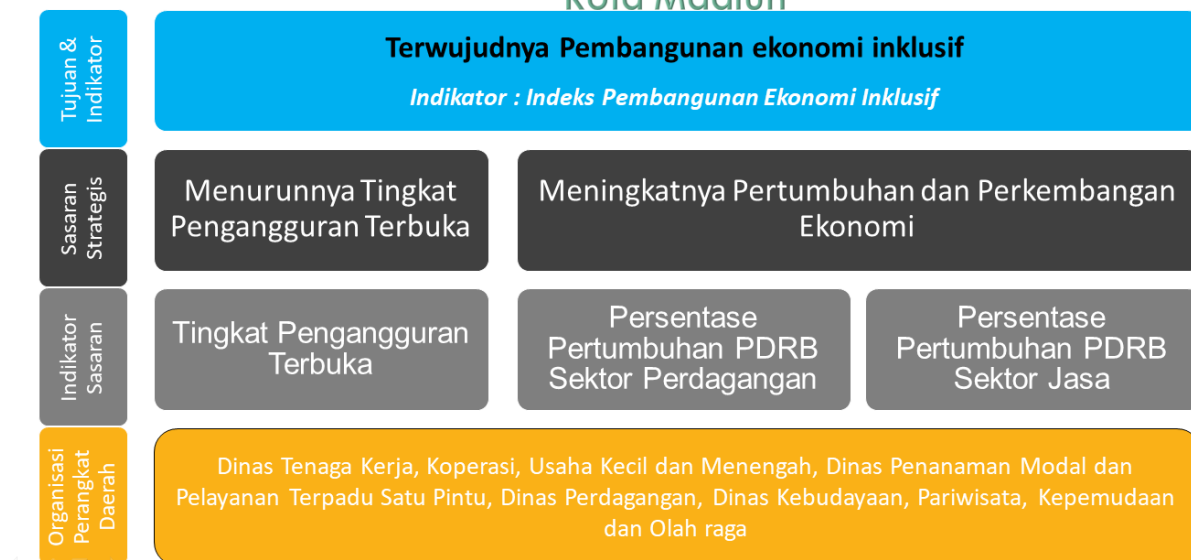 Kota Madiun
Tujuan &
Indikator
Terwujudnya Pembangunan ekonomi inklusif
Indikator : Indeks Pembangunan Ekonomi Inklusif
Sasaran
Strategis
Menurunnya Tingkat
Pengangguran Terbuka
Meningkatnya Pertumbuhan dan Perkembangan
Ekonomi
Indikator
Sasaran
Tingkat Pengangguran
Terbuka
Persentase
Pertumbuhan PDRB
Sektor Perdagangan
Persentase
Pertumbuhan PDRB
Sektor Jasa
Organisasi
Perangkat
Daerah
Dinas Tenaga Kerja, Koperasi, Usaha Kecil dan Menengah, Dinas Penanaman Modal dan
Pelayanan Terpadu Satu Pintu, Dinas Perdagangan, Dinas Kebudayaan, Pariwisata, Kepemudaan
dan Olah raga